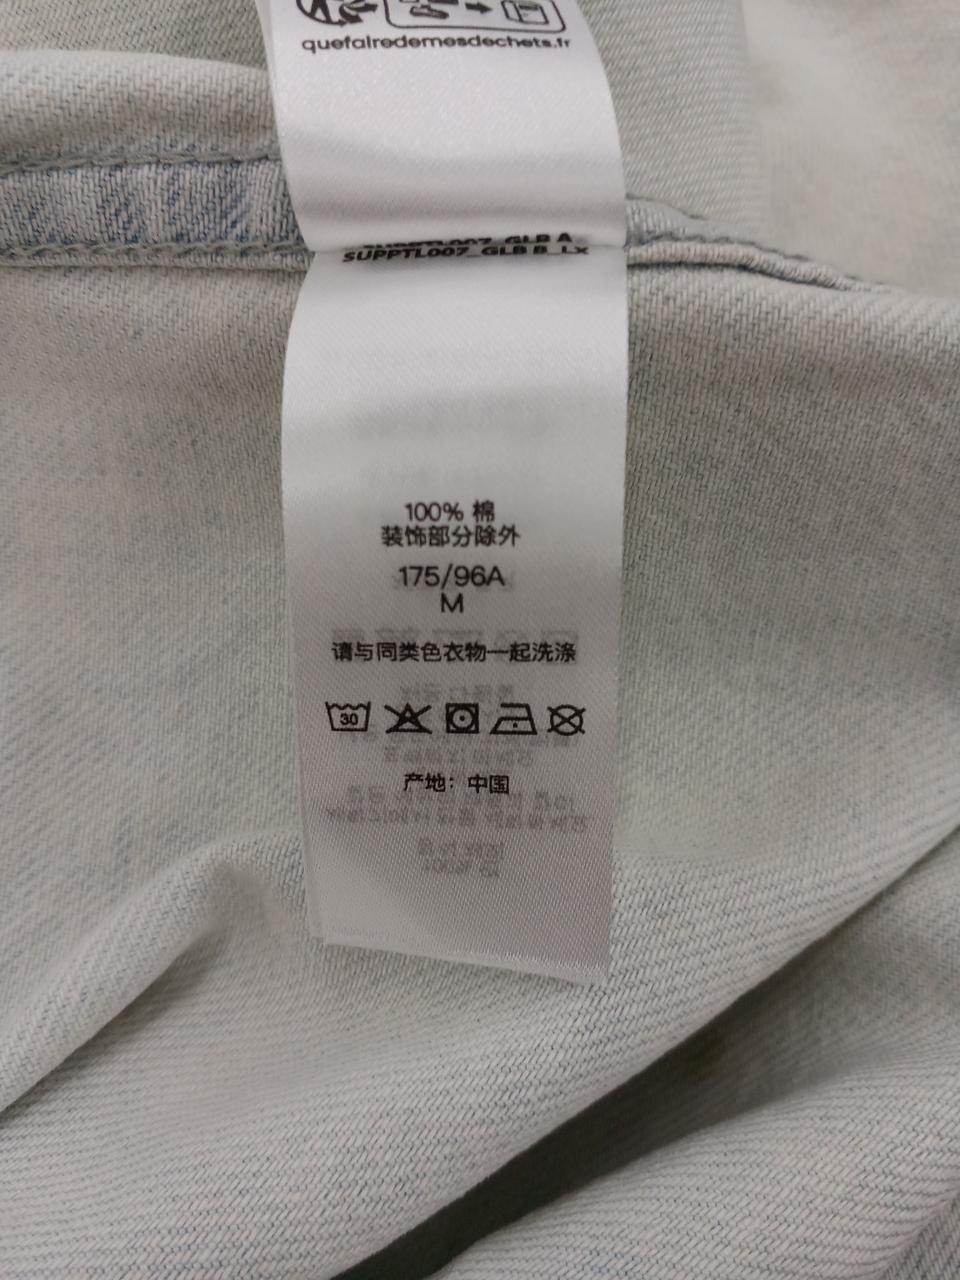 quefairedemesdechets.fr
SUPPTL007_GLB A
SUPPTL007_GLB B_Lx
100% 棉
装饰部分除外
175/96A
M
请与同类色衣物一起洗涤
30
产地：中国